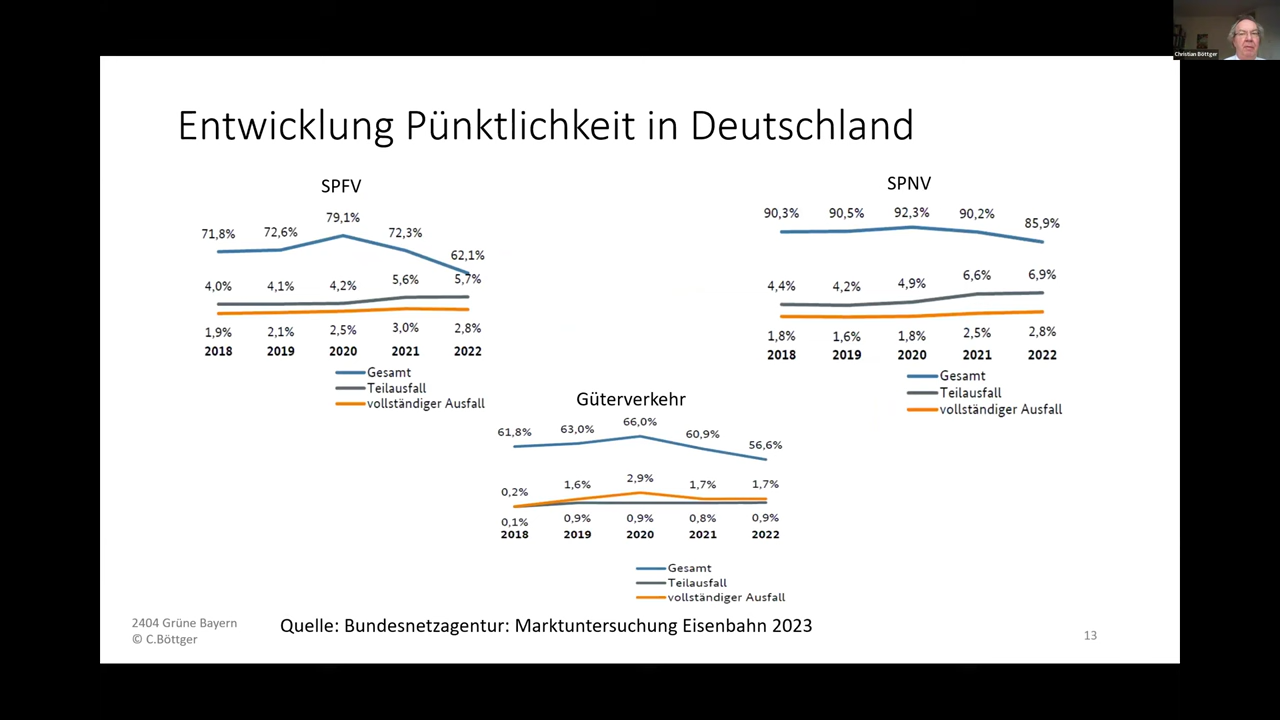 Christian Böttger
Entwicklung Pünktlichkeit in Deutschland
SPFV
79,1%
71,8% 72,6% 72,3%
62,1%
4,0% 4,1% 4,2% 5,6% 5,7%
1,9% 2,1% 2,5% 3,0% 2,8%
2018 2019 2020 2021 2022
Gesamt
Teilausfall
vollständiger Ausfall
SPNV
90,3% 90,5% 92,3% 90,2% 85,9%
4,4% 4,2% 4,9% 6,6% 6,9%
1,8% 1,6% 1,8% 2,5% 2,8%
2018 2019 2020 2021 2022
Gesamt
Teilausfall
vollständiger Ausfall
Güterverkehr
61,8% 63,0% 66,0% 60,9% 56,6%
0,2% 1,6% 2,9% 1,7% 1,7%
0,1% 0,9% 0,9% 0,8% 0,9%
2018 2019 2020 2021 2022
Gesamt
Teilausfall
vollständiger Ausfall
2404 Grüne Bayern
© C.Böttger
Quelle: Bundesnetzagentur: Marktuntersuchung Eisenbahn 2023
13